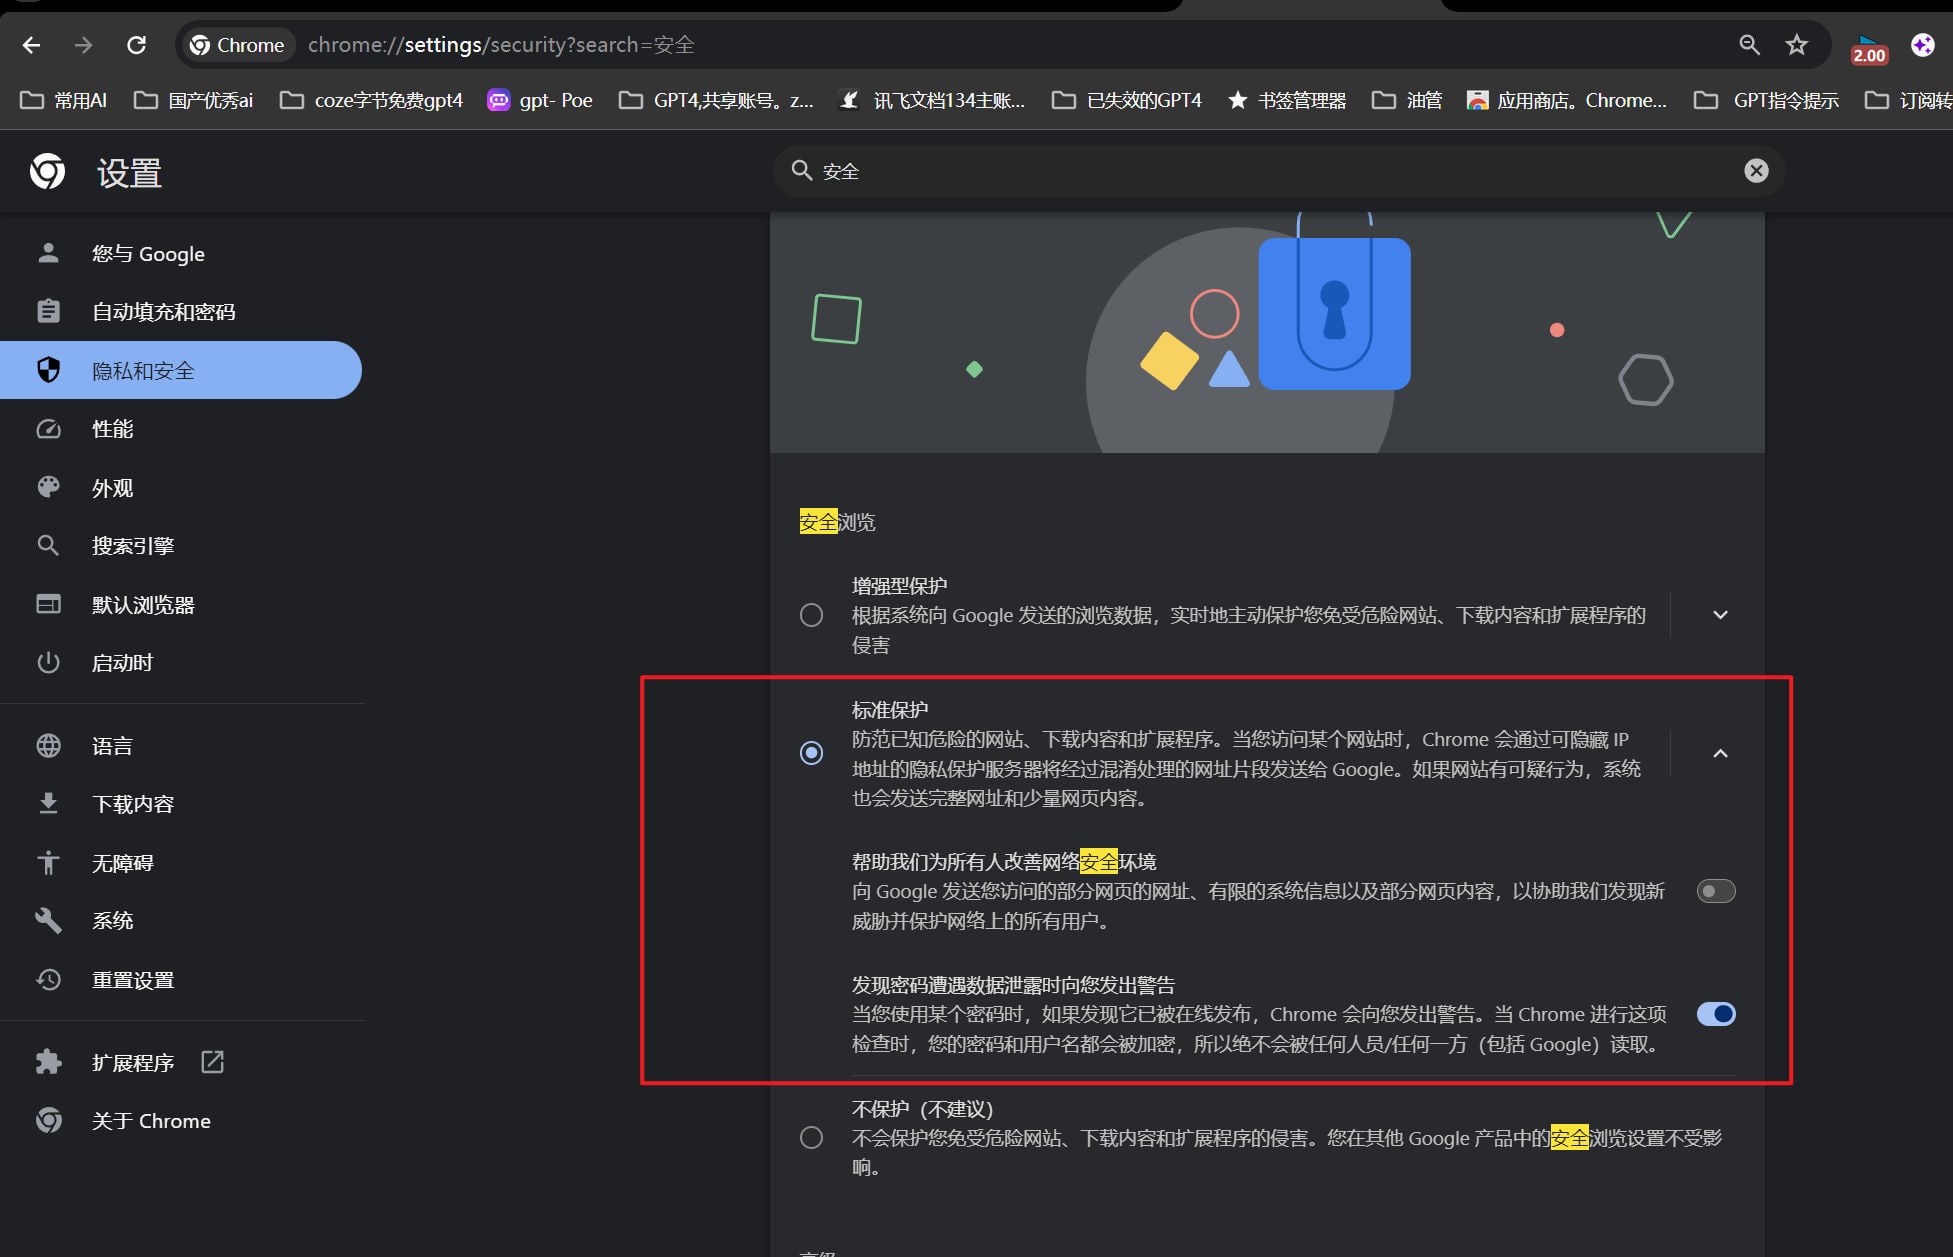 Chrome
chrome://settings/security?search=安全
2.00
常用AI
国产优秀ai
coze字节免费gpt4
gpt- Poe
GPT4,共享账号。z...
讯飞文档134主账...
已失效的GPT4
书签管理器
油管
应用商店。Chrome...
GPT指令提示
订阅转
设置
安全
您与 Google
自动填充和密码
隐私和安全
性能
外观
搜索引擎
默认浏览器
启动时
语言
下载内容
无障碍
系统
重置设置
扩展程序
关于 Chrome
安全浏览
增强型保护
根据系统向 Google 发送的浏览数据，实时地主动保护您免受危险网站、下载内容和扩展程序的
侵害
标准保护
防范已知危险的网站、下载内容和扩展程序。当您访问某个网站时，Chrome 会通过可隐藏 IP
地址的隐私保护服务器将经过混淆处理的网址片段发送给 Google。如果网站有可疑行为，系统
也会发送完整网址和少量网页内容。
帮助我们为所有人改善网络安全环境
向 Google 发送您访问的部分网页的网址、有限的系统信息以及部分网页内容，以协助我们发现新
威胁并保护网络上的所有用户。
发现密码遭遇数据泄露时向您发出警告
当您使用某个密码时，如果发现它已被在线发布，Chrome 会向您发出警告。当 Chrome 进行这项
检查时，您的密码和用户名都会被加密，所以绝不会被任何人员/任何一方（包括 Google）读取。
不保护（不建议）
不会保护您免受危险网站、下载内容和扩展程序的侵害。您在其他 Google 产品中的安全浏览设置不受影
响。